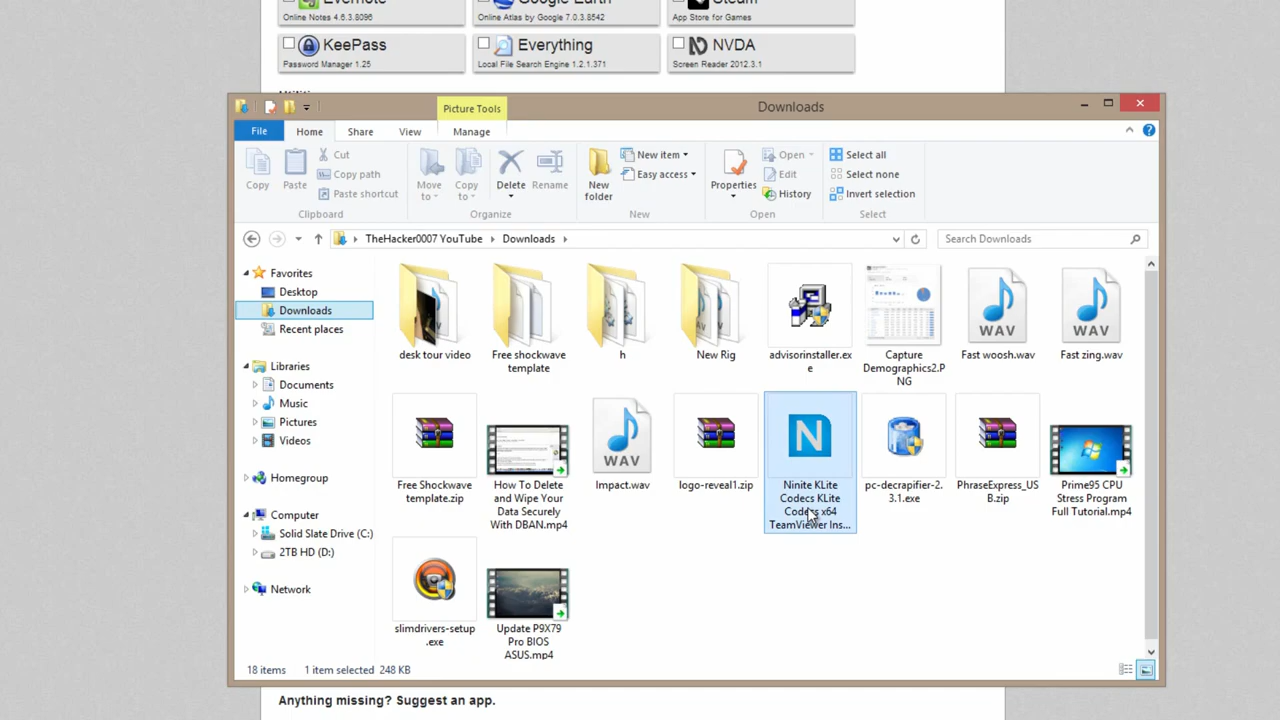 Evernote
Online Notes 4.6.3.8096
Google Earth
Online Atlas by Google 7.0.3.8542
Steam
App Store for Games
KeePass
Password Manager 1.25
Everything
Local File Search Engine 1.2.1.371
NVDA
Screen Reader 2012.3.1
Picture Tools
Downloads
File
Home
Share
View
Manage
Copy
Paste
Cut
Copy path
Paste shortcut
Clipboard
Move
to
Copy
to
Delete
Rename
Organize
New
folder
New item
Easy access
New
Properties
Open
Edit
History
Open
Select all
Select none
Invert selection
Select
TheHacker0007 YouTube
Downloads
Search Downloads
Favorites
Desktop
Downloads
Recent places
Libraries
Documents
Music
Pictures
Videos
Homegroup
Computer
Solid Slate Drive (C:)
2TB HD (D:)
Network
desk tour video
Free shockwave
template
h
New Rig
advisorinstaller.ex
e
Capture
Demographics2.P
NG
Fast woosh.wav
Fast zing.wav
WAV
WAV
Free Shockwave
template.zip
How To Delete
and Wipe Your
Data Securely
With DBAN.mp4
WAV
Impact.wav
logo-reveal1.zip
N
Ninite KLite
Codecs KLite
Codecs x64
TeamViewer Ins...
pc-decrapifier-2.
3.1.exe
PhraseExpress_US
B.zip
Prime95 CPU
Stress Program
Full Tutorial.mp4
slimdrivers-setup
.exe
Update P9X79
Pro BIOS
ASUS.mp4
18 items
1 item selected
248 KB
Anything missing? Suggest an app.